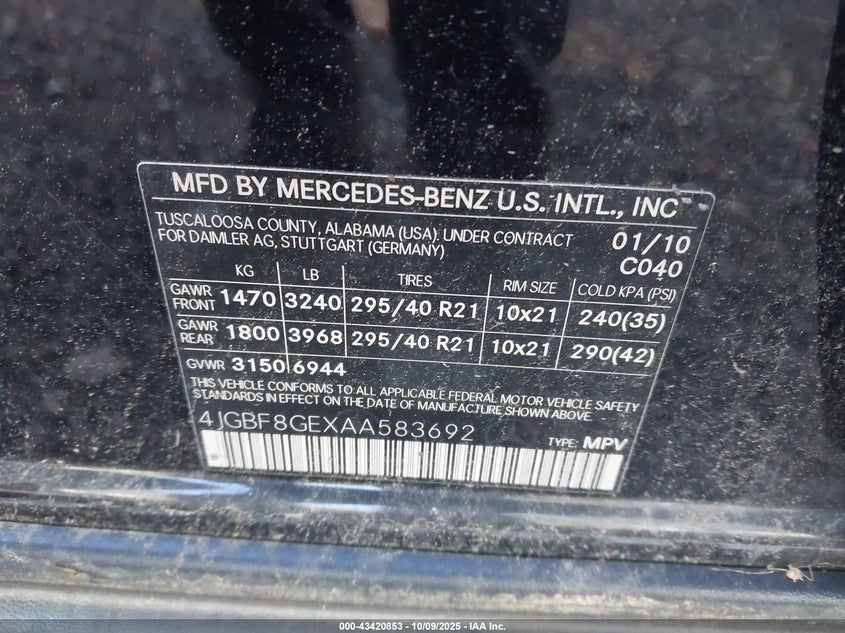 MFD BY MERCEDES-BENZ U.S. INTL., INC
TUSCALOOSA COUNTY, ALABAMA (USA), UNDER CONTRACT 01/10
FOR DAIMLER AG, STUTTGART (GERMANY) C040
KG LB TIRES RIM SIZE COLD KPA (PSI)
GAWR FRONT 1470 3240 295/40 R21 10x21 240(35)
GAWR REAR 1800 3968 295/40 R21 10x21 290(42)
GVWR 3150 6944
THIS VEHICLE CONFORMS TO ALL APPLICABLE FEDERAL MOTOR VEHICLE SAFETY
STANDARDS IN EFFECT ON THE DATE OF MANUFACTURE SHOWN ABOVE.
4JGBF8GEXAA583692 TYPE: MPV
000-43420853 - 10/09/2025 - IAA Inc.